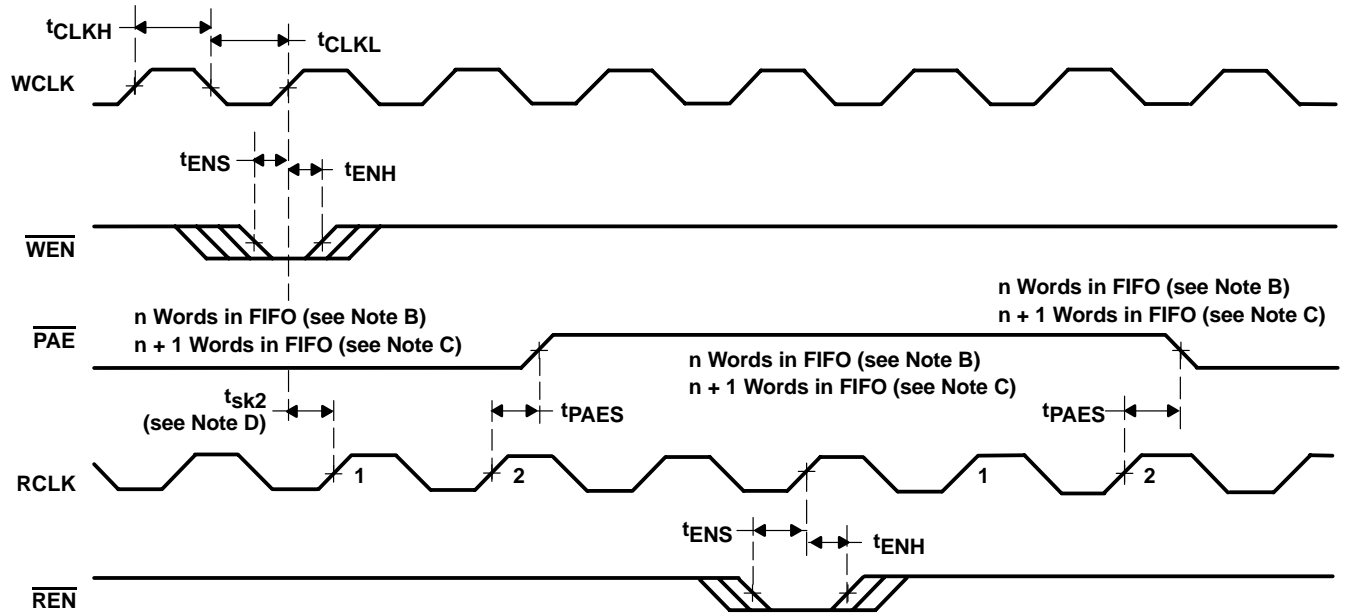 tCLKH
tCLKL
WCLK
tENS
tENH
WEN
n Words in FIFO (see Note B)
n + 1 Words in FIFO (see Note C)
n Words in FIFO (see Note B)
n + 1 Words in FIFO (see Note C)
PAE
n Words in FIFO (see Note B)
n + 1 Words in FIFO (see Note C)
tsk2
(see Note D)
tPAES
tPAES
RCLK
1
2
1
2
tENS
tENH
REN